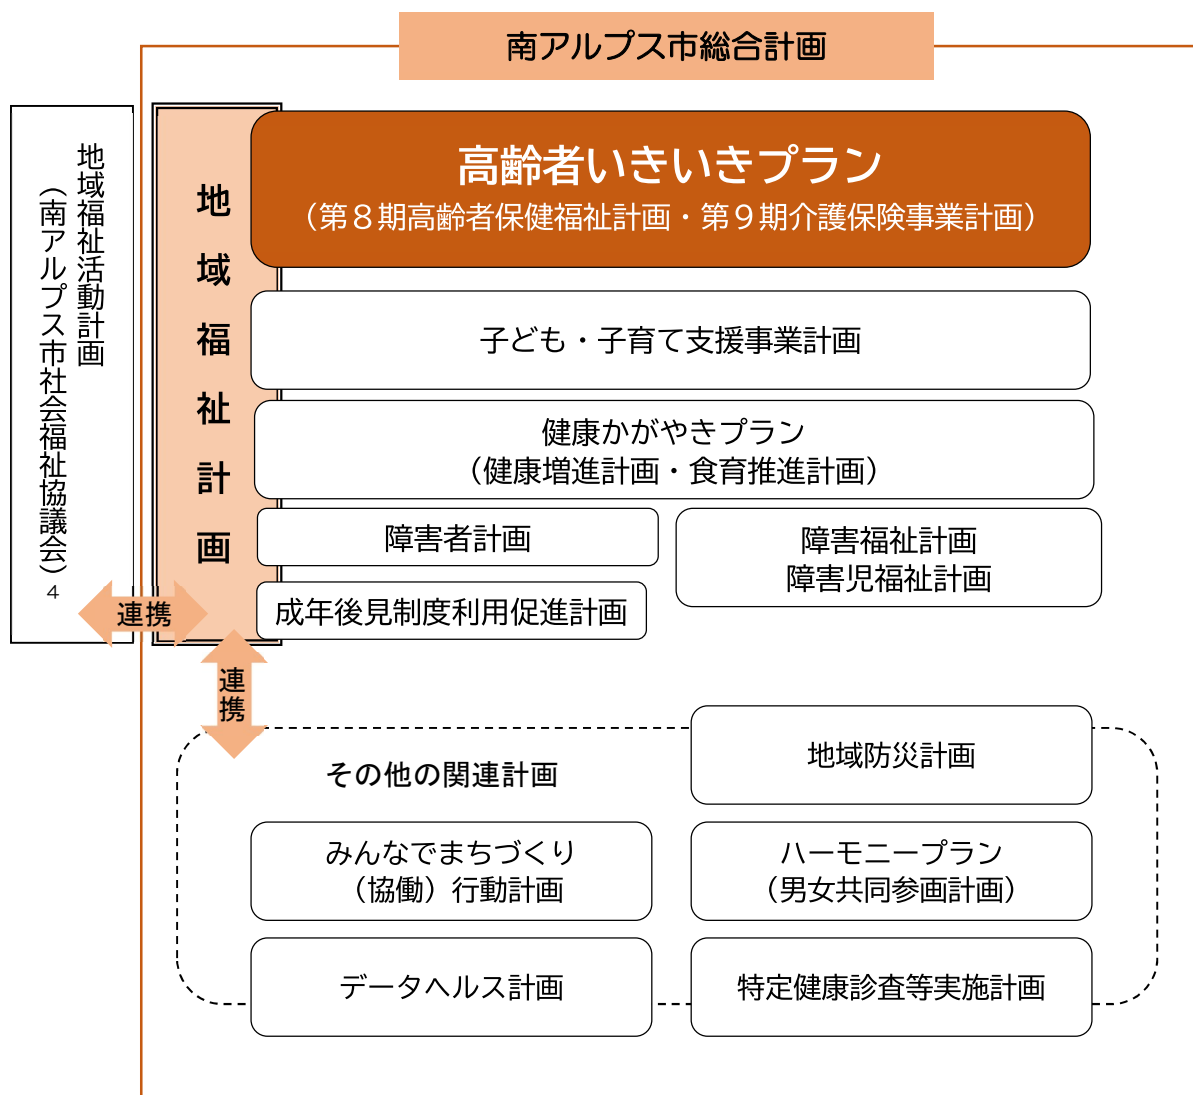 南アルプス市総合計画
地域福祉活動計画
（南アルプス市社会福祉協議会）4
地域福祉計画
高齢者いきいきプラン
（第８期高齢者保健福祉計画・第９期介護保険事業計画）
子ども・子育て支援事業計画
健康かがやきプラン
（健康増進計画・食育推進計画）
障害者計画
障害福祉計画
障害児福祉計画
成年後見制度利用促進計画
連携
連携
その他の関連計画
地域防災計画
みんなでまちづくり
（協働）行動計画
ハーモニープラン
（男女共同参画計画）
データヘルス計画
特定健康診査等実施計画